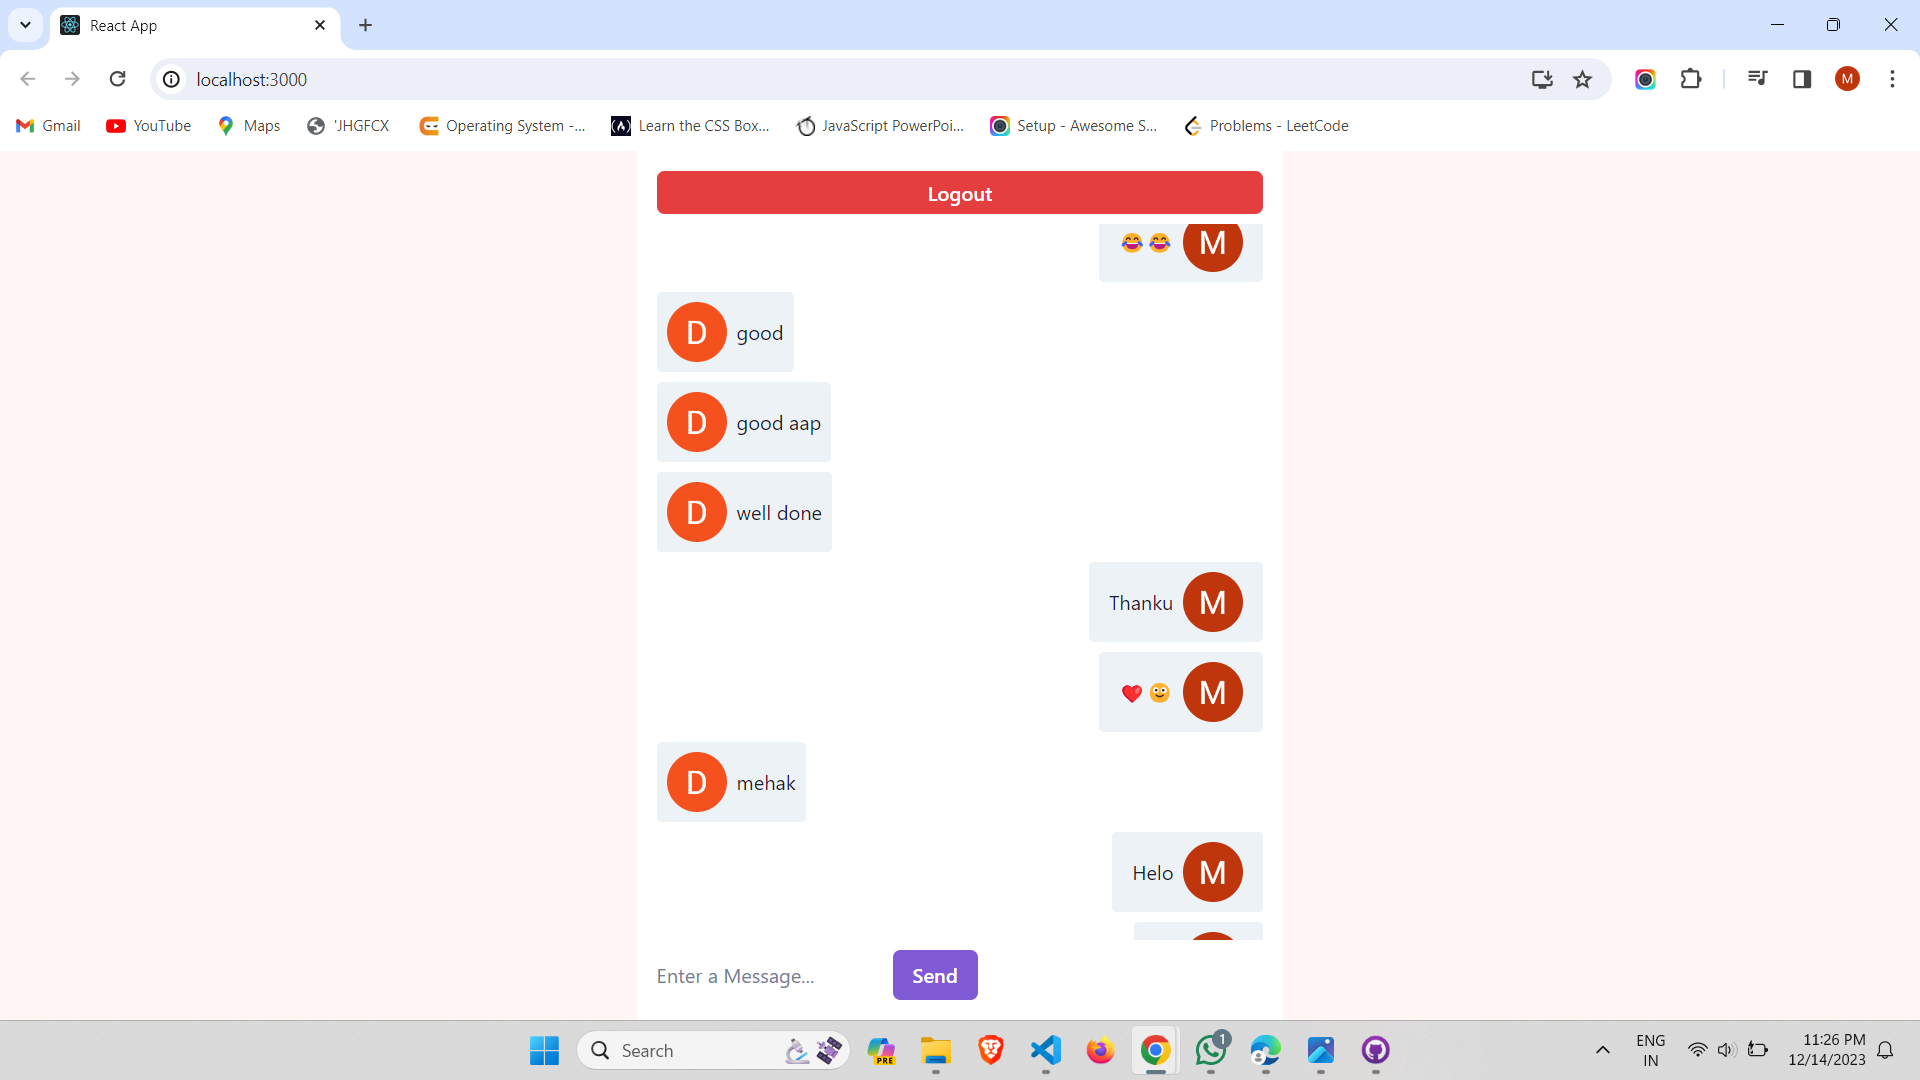 React App
localhost:3000
M
Gmail
YouTube
Maps
'JHGFCX
Operating System -...
Learn the CSS Box...
JavaScript PowerPoi...
Setup - Awesome S...
Problems - LeetCode
Logout
😂 😂 M
D good
D good aap
D well done
Thanku M
❤️ 🙂 M
D mehak
Helo M
Enter a Message...
Send
Search
PRE
1
ENG
IN
11:26 PM
12/14/2023